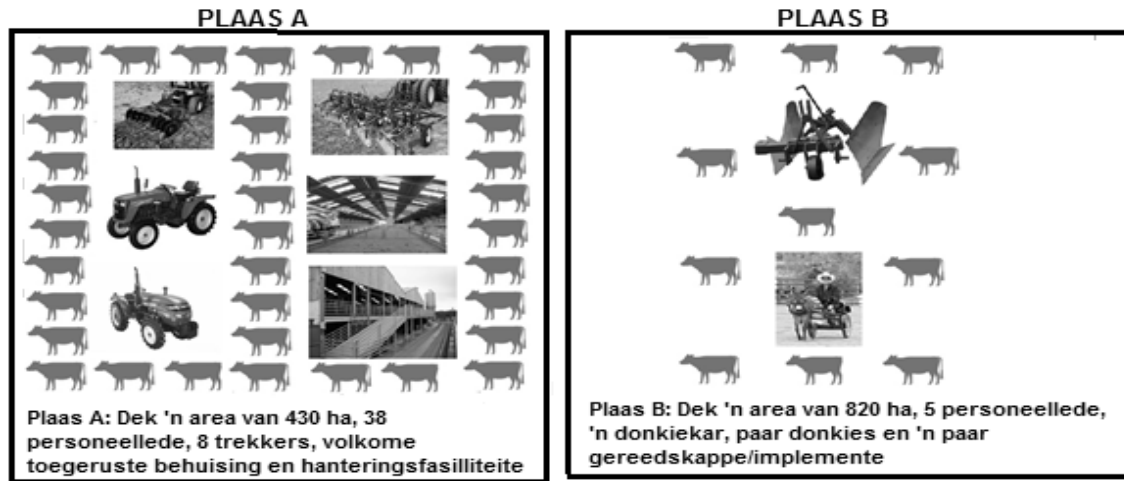 PLAAS A
PLAAS B
Plaas A: Dek 'n area van 430 ha, 38
personeellede, 8 trekkers, volkome
toegeruste behuising en hanteringsfasilliteite
Plaas B: Dek 'n area van 820 ha, 5 personeellede,
'n donkiekar, paar donkies en 'n paar
gereedskappe/implemente